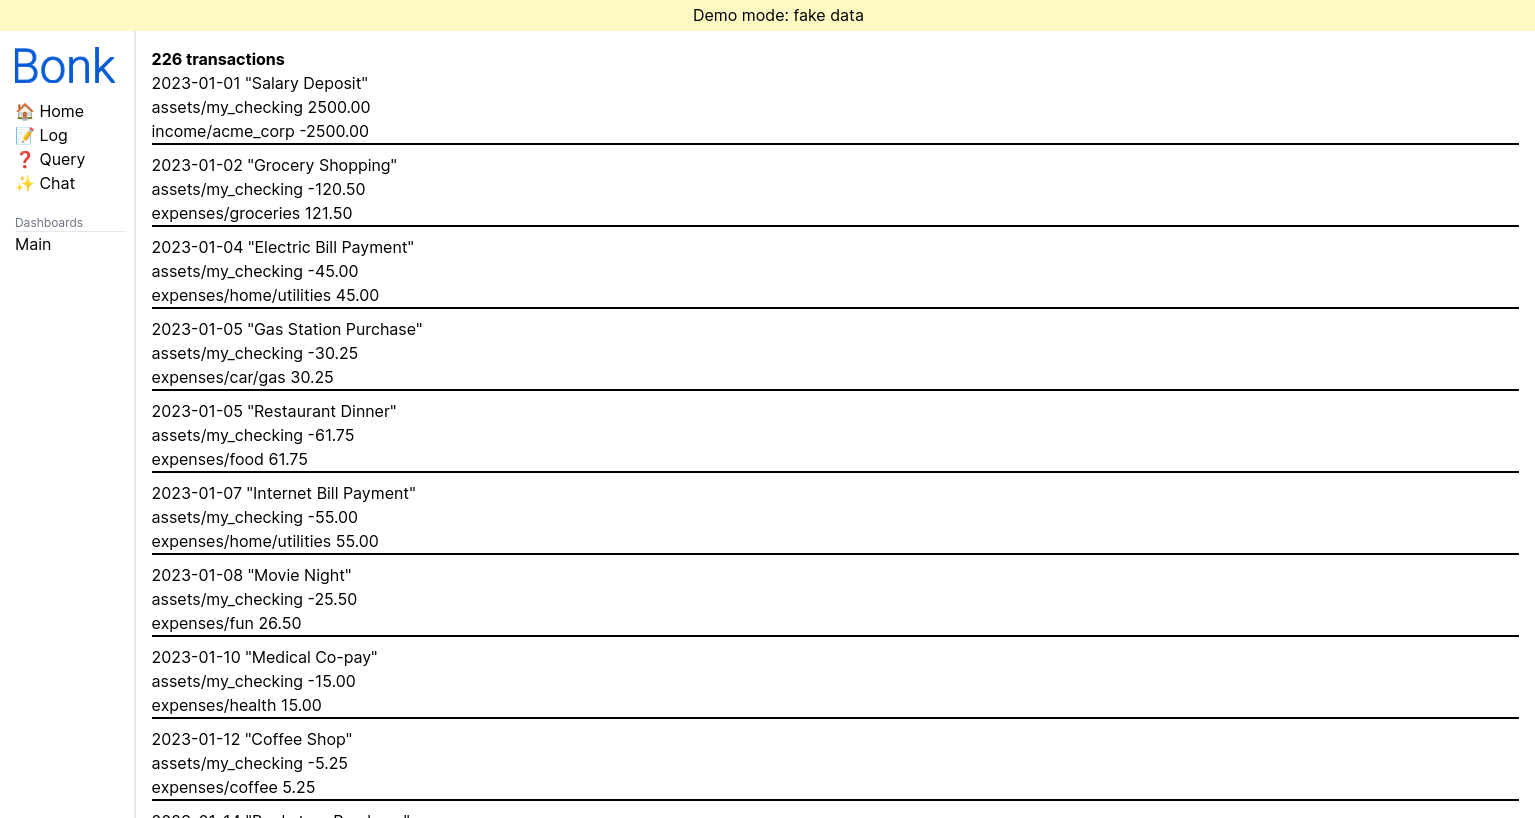 Demo mode: fake data
Bonk
🏠 Home
📝 Log
❓ Query
✨ Chat
Dashboards
Main
226 transactions
2023-01-01 "Salary Deposit"
assets/my_checking 2500.00
income/acme_corp -2500.00
2023-01-02 "Grocery Shopping"
assets/my_checking -120.50
expenses/groceries 121.50
2023-01-04 "Electric Bill Payment"
assets/my_checking -45.00
expenses/home/utilities 45.00
2023-01-05 "Gas Station Purchase"
assets/my_checking -30.25
expenses/car/gas 30.25
2023-01-05 "Restaurant Dinner"
assets/my_checking -61.75
expenses/food 61.75
2023-01-07 "Internet Bill Payment"
assets/my_checking -55.00
expenses/home/utilities 55.00
2023-01-08 "Movie Night"
assets/my_checking -25.50
expenses/fun 26.50
2023-01-10 "Medical Co-pay"
assets/my_checking -15.00
expenses/health 15.00
2023-01-12 "Coffee Shop"
assets/my_checking -5.25
expenses/coffee 5.25